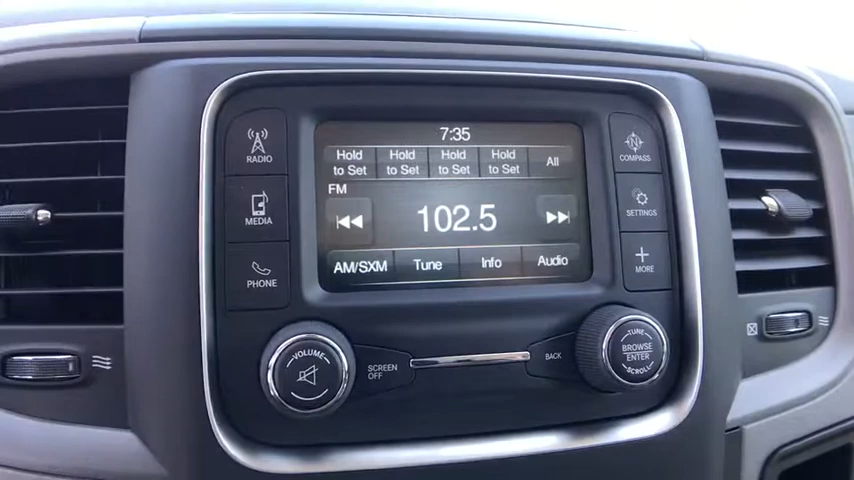 7:35
RADIO
Hold to Set
Hold to Set
Hold to Set
Hold to Set
All
N
COMPASS
FM
MEDIA
102.5
SETTINGS
PHONE
AM/SXM
Tune
Info
Audio
MORE
VOLUME
SCREEN OFF
BACK
TUNE
BROWSE
ENTER
SCROLL